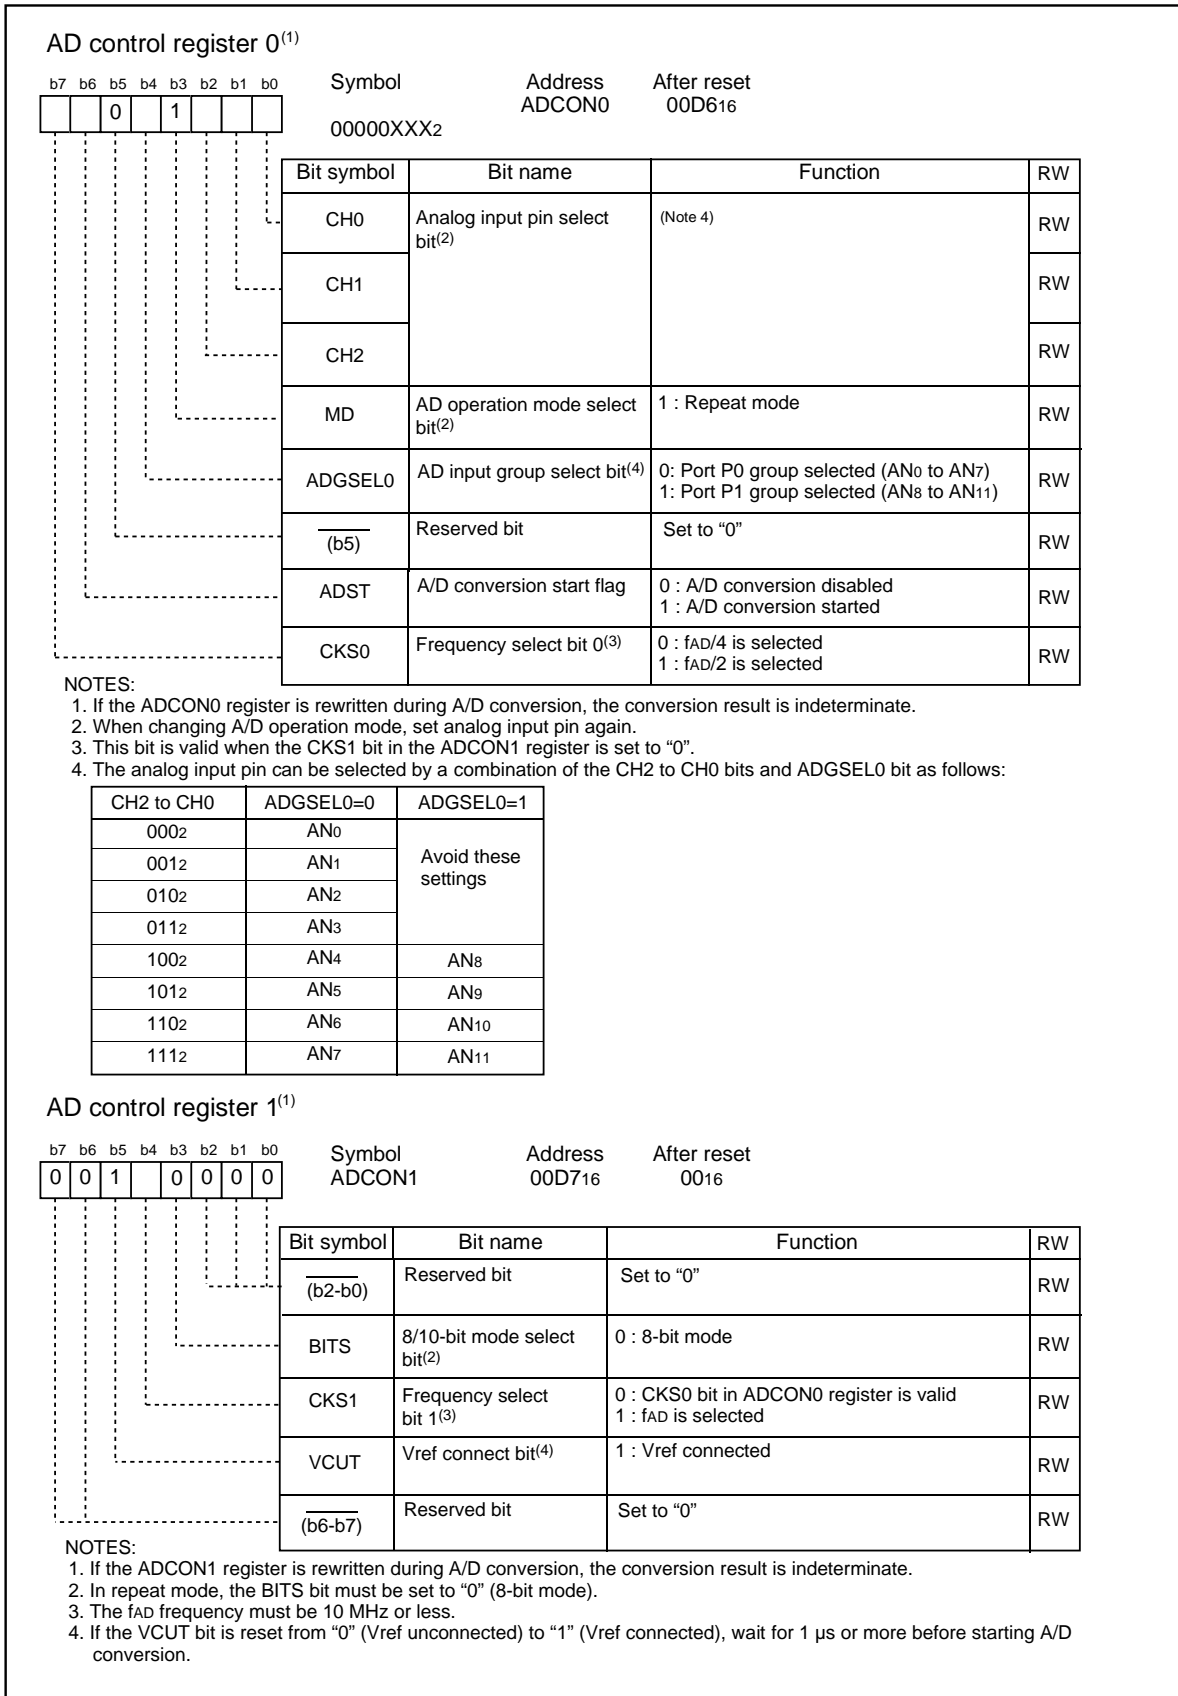 AD control register 0(1)
b7 b6 b5 b4 b3 b2 b1 b0
0 1
Symbol Address After reset
ADCON0 00D616
00000XXX2
Bit symbol Bit name Function RW
CH0 Analog input pin select bit(2) (Note 4) RW
CH1 RW
CH2 RW
MD AD operation mode select bit(2) 1 : Repeat mode RW
ADGSEL0 AD input group select bit(4) 0: Port P0 group selected (AN0 to AN7)
1: Port P1 group selected (AN8 to AN11) RW
(b5) Reserved bit Set to “0” RW
ADST A/D conversion start flag 0 : A/D conversion disabled
1 : A/D conversion started RW
CKS0 Frequency select bit 0(3) 0 : fAD/4 is selected
1 : fAD/2 is selected RW
NOTES:
1. If the ADCON0 register is rewritten during A/D conversion, the conversion result is indeterminate.
2. When changing A/D operation mode, set analog input pin again.
3. This bit is valid when the CKS1 bit in the ADCON1 register is set to “0”.
4. The analog input pin can be selected by a combination of the CH2 to CH0 bits and ADGSEL0 bit as follows:
CH2 to CH0 ADGSEL0=0 ADGSEL0=1
0002 AN0 Avoid these settings
0012 AN1
0102 AN2
0112 AN3
1002 AN4 AN8
1012 AN5 AN9
1102 AN6 AN10
1112 AN7 AN11
AD control register 1(1)
b7 b6 b5 b4 b3 b2 b1 b0
0 0 1 0 0 0 0
Symbol Address After reset
ADCON1 00D716 0016
Bit symbol Bit name Function RW
(b2-b0) Reserved bit Set to “0” RW
BITS 8/10-bit mode select bit(2) 0 : 8-bit mode RW
CKS1 Frequency select bit 1(3) 0 : CKS0 bit in ADCON0 register is valid
1 : fAD is selected RW
VCUT Vref connect bit(4) 1 : Vref connected RW
(b6-b7) Reserved bit Set to “0” RW
NOTES:
1. If the ADCON1 register is rewritten during A/D conversion, the conversion result is indeterminate.
2. In repeat mode, the BITS bit must be set to “0” (8-bit mode).
3. The fAD frequency must be 10 MHz or less.
4. If the VCUT bit is reset from “0” (Vref unconnected) to “1” (Vref connected), wait for 1 µs or more before starting A/D
conversion.